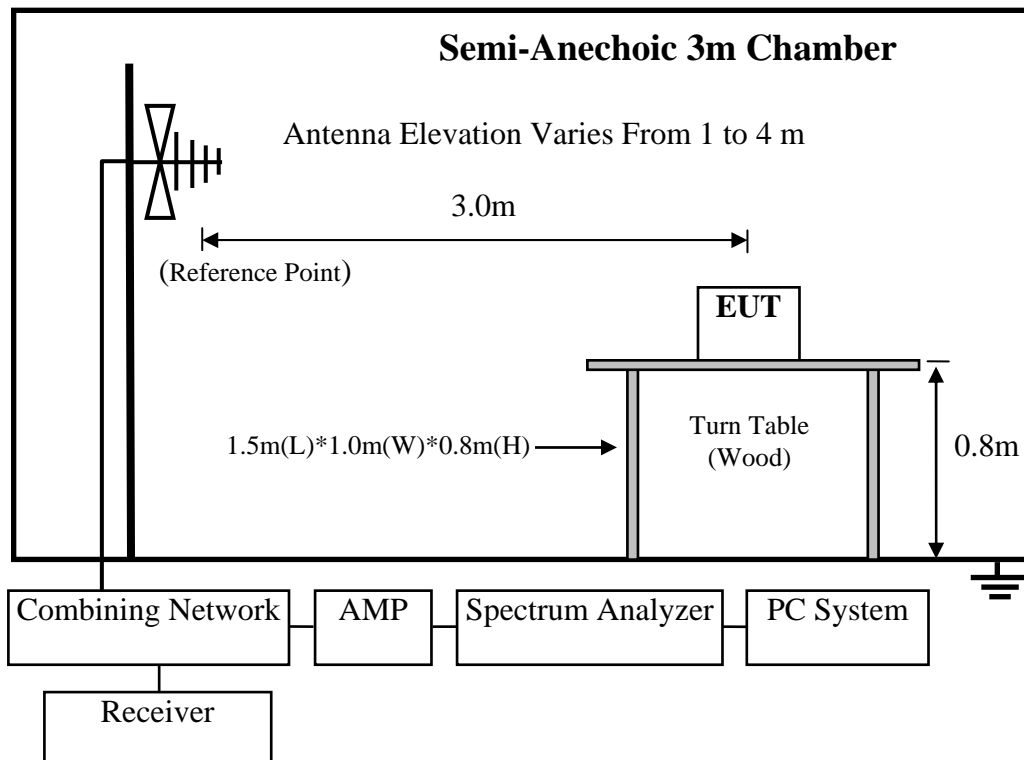 Semi-Anechoic 3m Chamber
Antenna Elevation Varies From 1 to 4 m
3.0m
(Reference Point)
EUT
1.5m(L)*1.0m(W)*0.8m(H)
Turn Table
(Wood)
0.8m
Combining Network
AMP
Spectrum Analyzer
PC System
Receiver